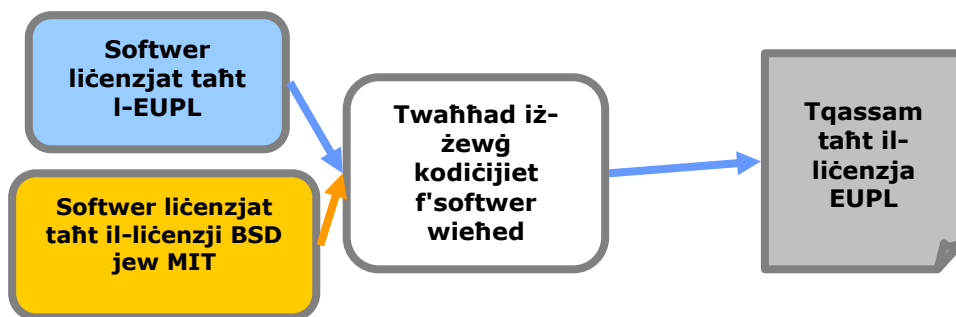 Softwer
liċenzjat taħt
l-EUPL
Softwer liċenzjat
taħt il-liċenzji BSD
jew MIT
Twaħħad iż-
żewġ
kodiċijiet
f'softwer
wieħed
Tqassam
taħt il-
liċenzja
EUPL